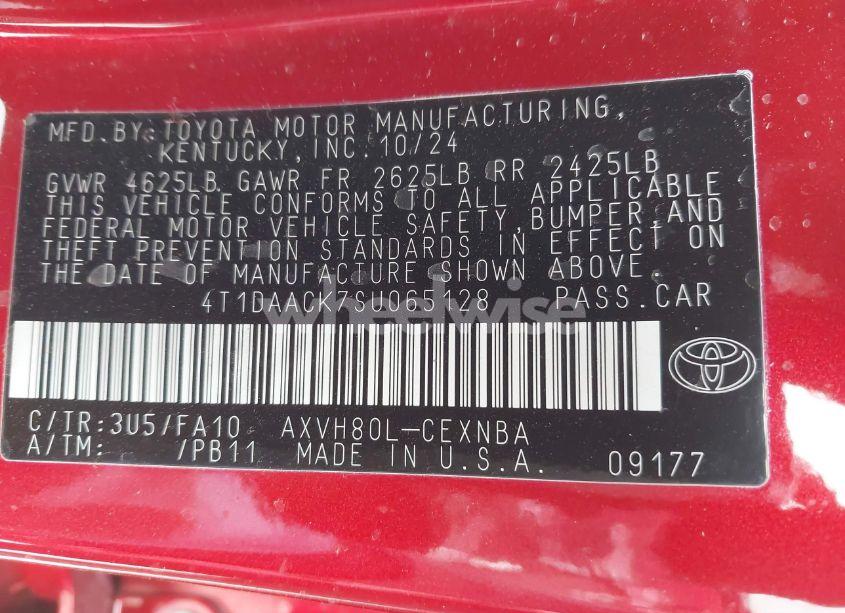 MFD.BY: TOYOTA MOTOR MANUFACTURING,
KENTUCKY, INC. 10/24
GVWR 4625LB GAWR FR 2625LB RR 2425LB
THIS VEHICLE CONFORMS TO ALL APPLICABLE
FEDERAL MOTOR VEHICLE SAFETY, BUMPER, AND
THEFT PREVENTION STANDARDS IN EFFECT ON
THE DATE OF MANUFACTURE SHOWN ABOVE.
4T1DAACK7SU065128 PASS.CAR
wheelwise
C/TR:3U5/FA10 AXVH80L-CEXNBA
A/TM: /PB11 MADE IN U.S.A. 09177